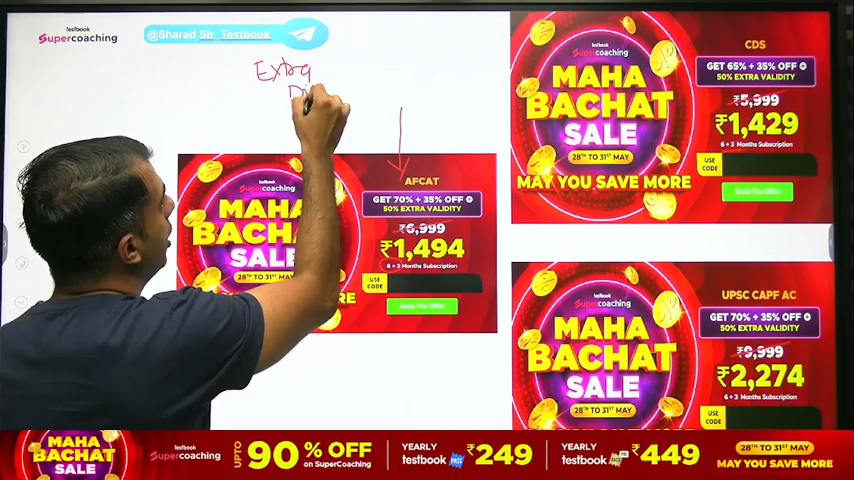 testbook
Supercoaching
@Sharad Sir_Testbook
Extra
Di
testbook
Supercoaching
MAHA
BACHAT
SALE
28TH TO 31ST MAY
AFCAT
GET 70% + 35% OFF
50% EXTRA VALIDITY
₹6,999
₹1,494
6 + 3 Months Subscription
USE
CODE
testbook
Supercoaching
MAHA
BACHAT
SALE
28TH TO 31ST MAY
MAY YOU SAVE MORE
CDS
GET 65% + 35% OFF
50% EXTRA VALIDITY
₹5,999
₹1,429
6 + 3 Months Subscription
USE
CODE
testbook
Supercoaching
MAHA
BACHAT
SALE
28TH TO 31ST MAY
UPSC CAPF AC
GET 70% + 35% OFF
50% EXTRA VALIDITY
₹9,999
₹2,274
6 + 3 Months Subscription
USE
CODE
MAHA
BACHAT
SALE
testbook
Supercoaching
UPTO 90% OFF
on SuperCoaching
YEARLY
testbook PASS ₹249
YEARLY
testbook ₹449
28TH TO 31ST MAY
MAY YOU SAVE MORE